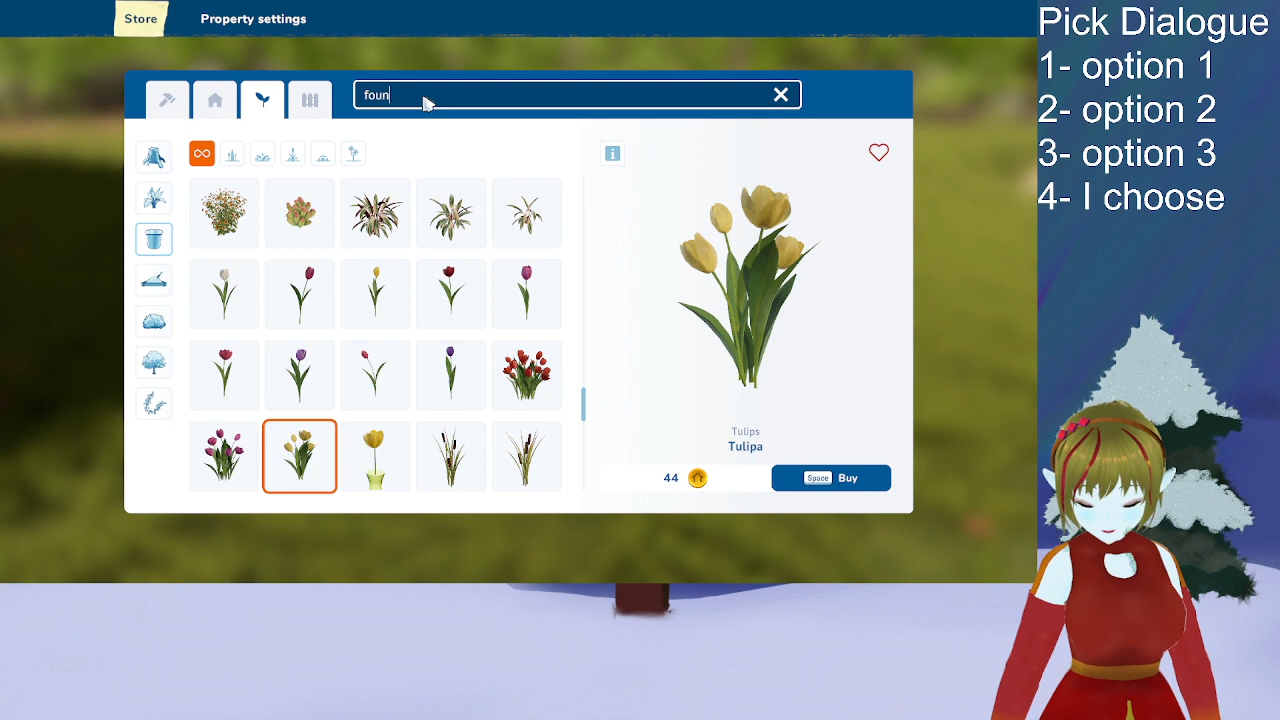 Store
Property settings
foun
Tulips
Tulipa
44
Space Buy
Pick Dialogue
1- option 1
2- option 2
3- option 3
4- I choose